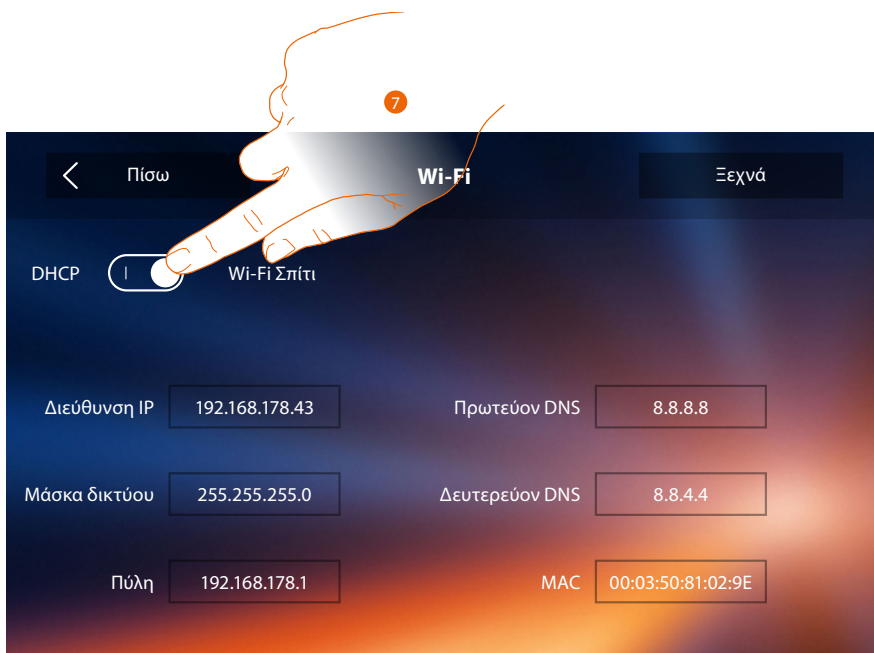 7
Πίσω
Wi-Fi
Ξεχνά
DHCP
Wi-Fi Σπίτι
Διεύθυνση IP 192.168.178.43
Πρωτεύον DNS 8.8.8.8
Μάσκα δικτύου 255.255.255.0
Δευτερεύον DNS 8.8.4.4
Πύλη 192.168.178.1
MAC 00:03:50:81:02:9E